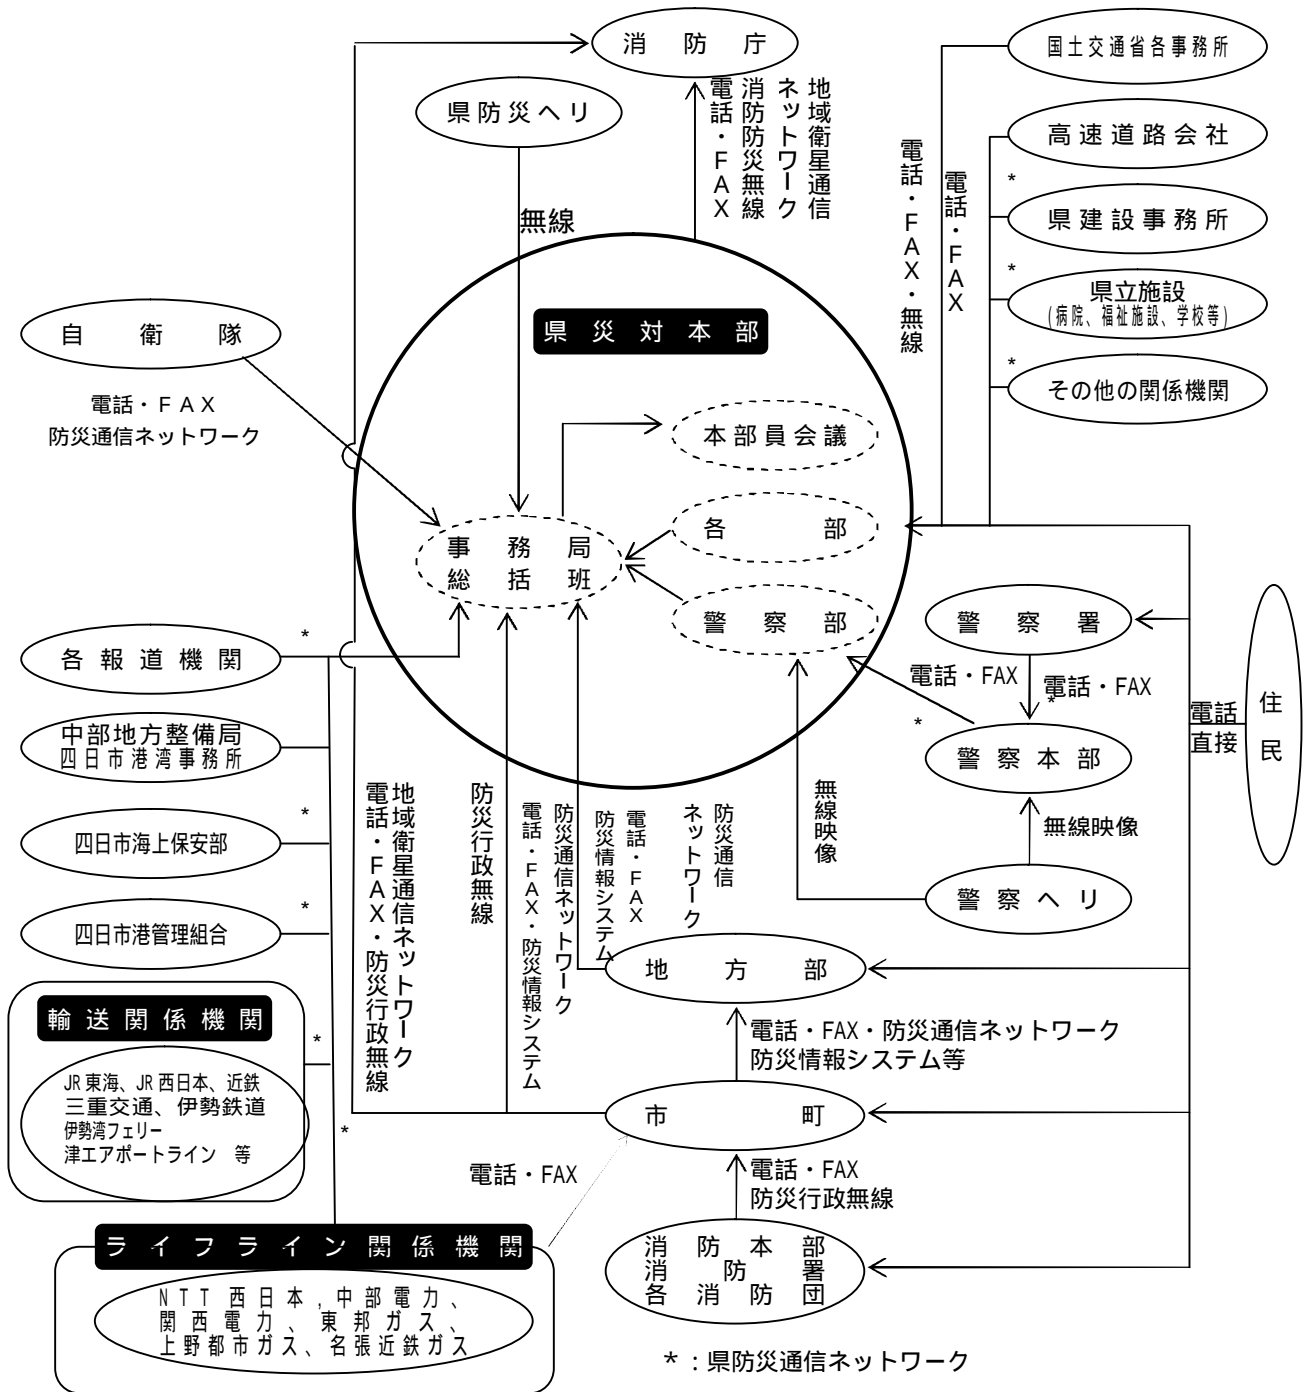 消防庁
県防災ヘリ
地域衛星通信
ネットワーク
消防防災無線
電話・FAX
無線
国土交通省各事務所
高速道路会社
*
県建設事務所
*
県立施設
(病院、福祉施設、学校等)
*
その他の関係機関
電話・FAX・無線
電話・FAX
自衛隊
電話・FAX
防災通信ネットワーク
県災対本部
本部員会議
各部
警察部
事務局
総括班
警察署
電話・FAX
*
電話・FAX
*
警察本部
無線映像
無線映像
警察ヘリ
電話
直接
住民
各報道機関
*
中部地方整備局
四日市港湾事務所
四日市海上保安部
*
四日市港管理組合
*
輸送関係機関
*
JR東海、JR西日本、近鉄
三重交通、伊勢鉄道
伊勢湾フェリー
津エアポートライン 等
*
地域衛星通信ネットワーク
電話・FAX・防災行政無線
防災行政無線
防災通信ネットワーク
電話・FAX・防災情報システム
電話・FAX
防災情報システム
防災通信
ネットワーク
地方部
電話・FAX・防災通信ネットワーク
防災情報システム等
市町
電話・FAX
電話・FAX
防災行政無線
消防本部
消防署
各消防団
ライフライン関係機関
NTT西日本,中部電力、
関西電力、東邦ガス、
上野都市ガス、名張近鉄ガス
*:県防災通信ネットワーク